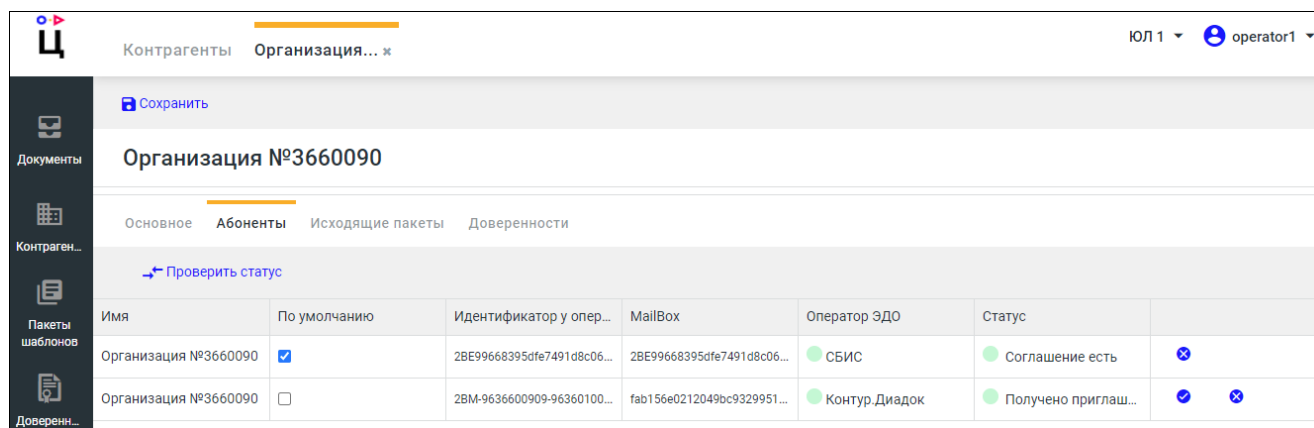 Ц
Контрагенты Организация... × ЮЛ 1 operator1
Сохранить
Документы
Организация №3660090
Контраген...
Основное Абоненты Исходящие пакеты Доверенности
Проверить статус
Пакеты шаблонов
Имя По умолчанию Идентификатор у опер... MailBox Оператор ЭДО Статус
Организация №3660090 2BE99668395dfe7491d8c06... 2BE99668395dfe7491d8c06... СБИС Соглашение есть
Организация №3660090 2BM-9636600909-96360100... fab156e0212049bc9329951... Контур.Диадок Получено приглаш...
Доверенн...